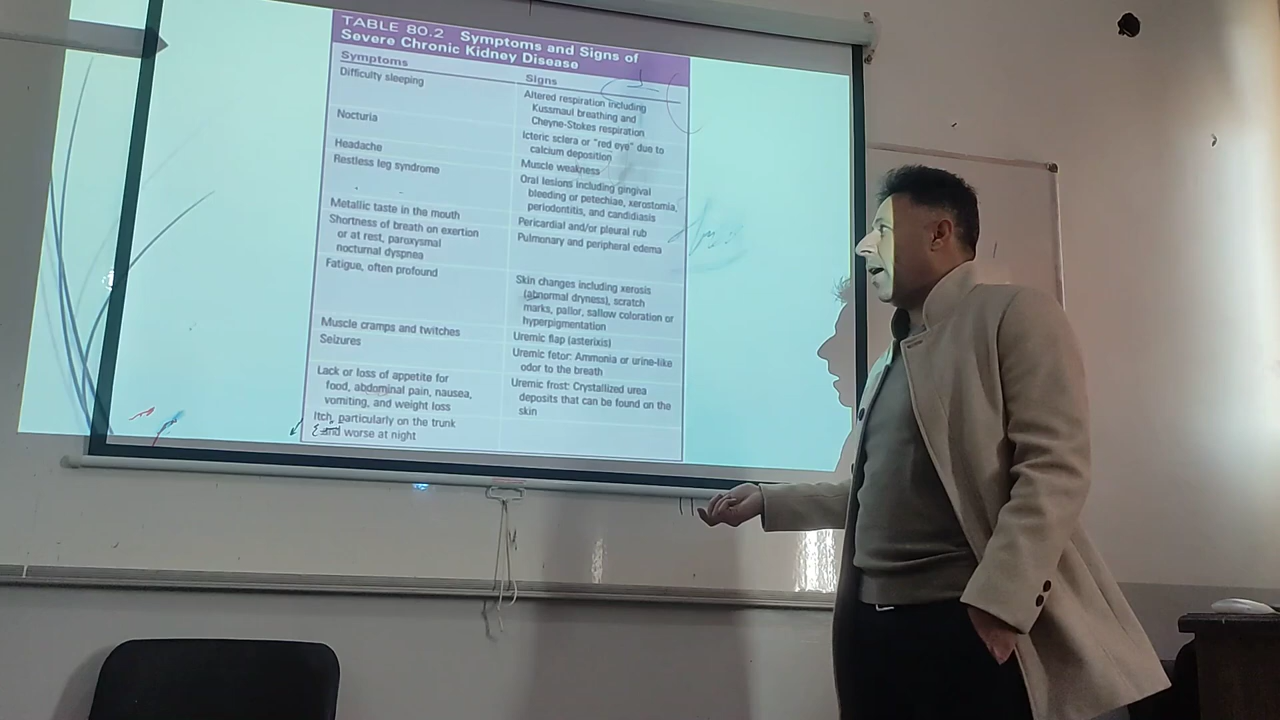 TABLE 80.2 Symptoms and Signs of
Severe Chronic Kidney Disease
Symptoms
Difficulty sleeping
Nocturia
Headache
Restless leg syndrome
Metallic taste in the mouth
Shortness of breath on exertion
or at rest, paroxysmal
nocturnal dyspnea
Fatigue, often profound
Muscle cramps and twitches
Seizures
Lack or loss of appetite for
food, abdominal pain, nausea,
vomiting, and weight loss
Itch, particularly on the trunk
and worse at night
Signs
Altered respiration including
Kussmaul breathing and
Cheyne-Stokes respiration
Icteric sclera or "red eye" due to
calcium deposition
Muscle weakness
Oral lesions including gingival
bleeding or petechiae, xerostomia,
periodontitis, and candidiasis
Pericardial and/or pleural rub
Pulmonary and peripheral edema
Skin changes including xerosis
(abnormal dryness), scratch
marks, pallor, sallow coloration or
hyperpigmentation
Uremic flap (asterixis)
Uremic fetor: Ammonia or urine-like
odor to the breath
Uremic frost: Crystallized urea
deposits that can be found on the
skin